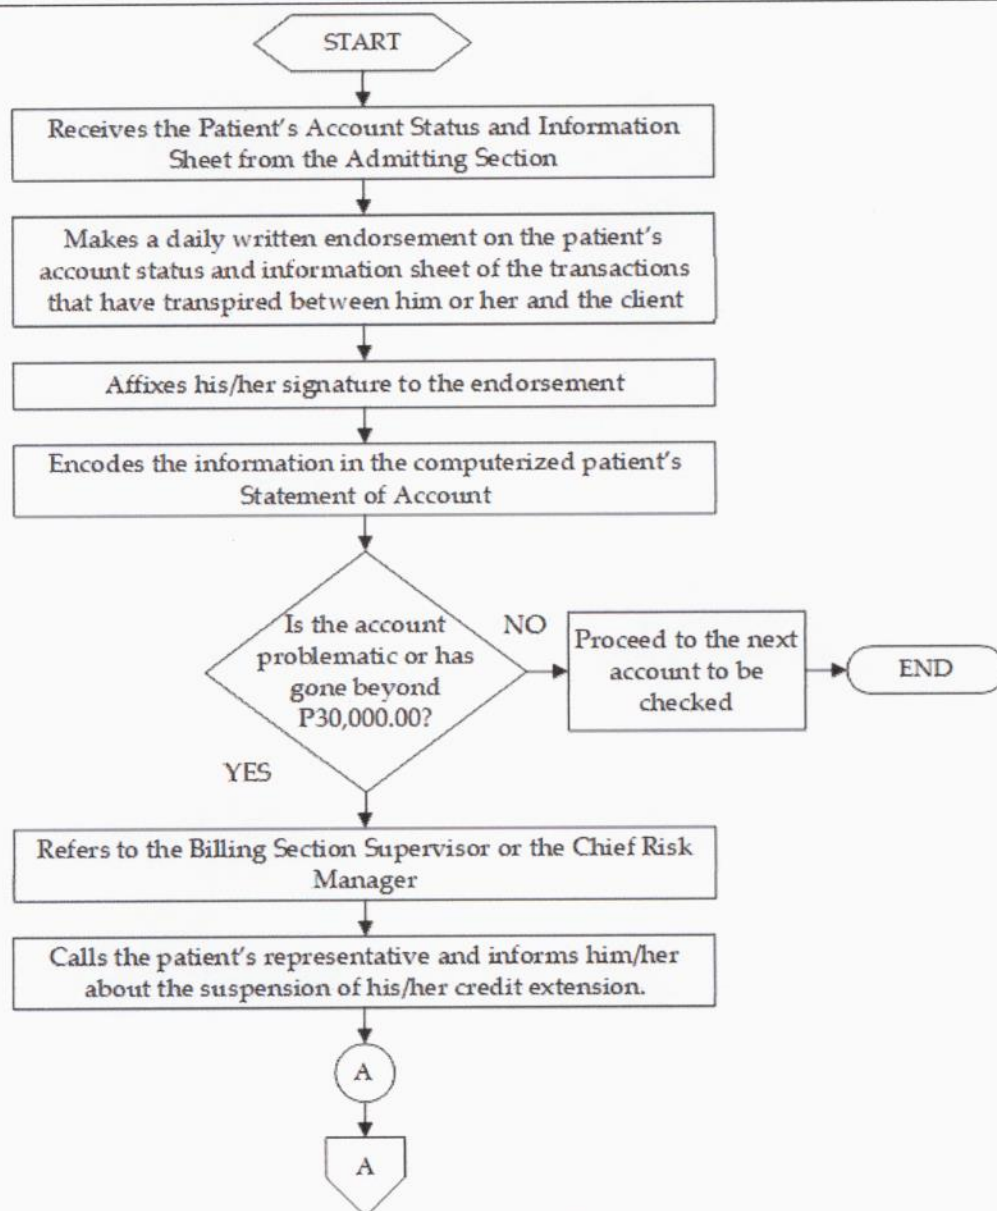 START
Receives the Patient's Account Status and Information
Sheet from the Admitting Section
Makes a daily written endorsement on the patient's
account status and information sheet of the transactions
that have transpired between him or her and the client
Affixes his/her signature to the endorsement
Encodes the information in the computerized patient's
Statement of Account
Is the account
problematic or has
gone beyond
P30,000.00?
NO
Proceed to the next
account to be
checked
END
YES
Refers to the Billing Section Supervisor or the Chief Risk
Manager
Calls the patient's representative and informs him/her
about the suspension of his/her credit extension.
A
A